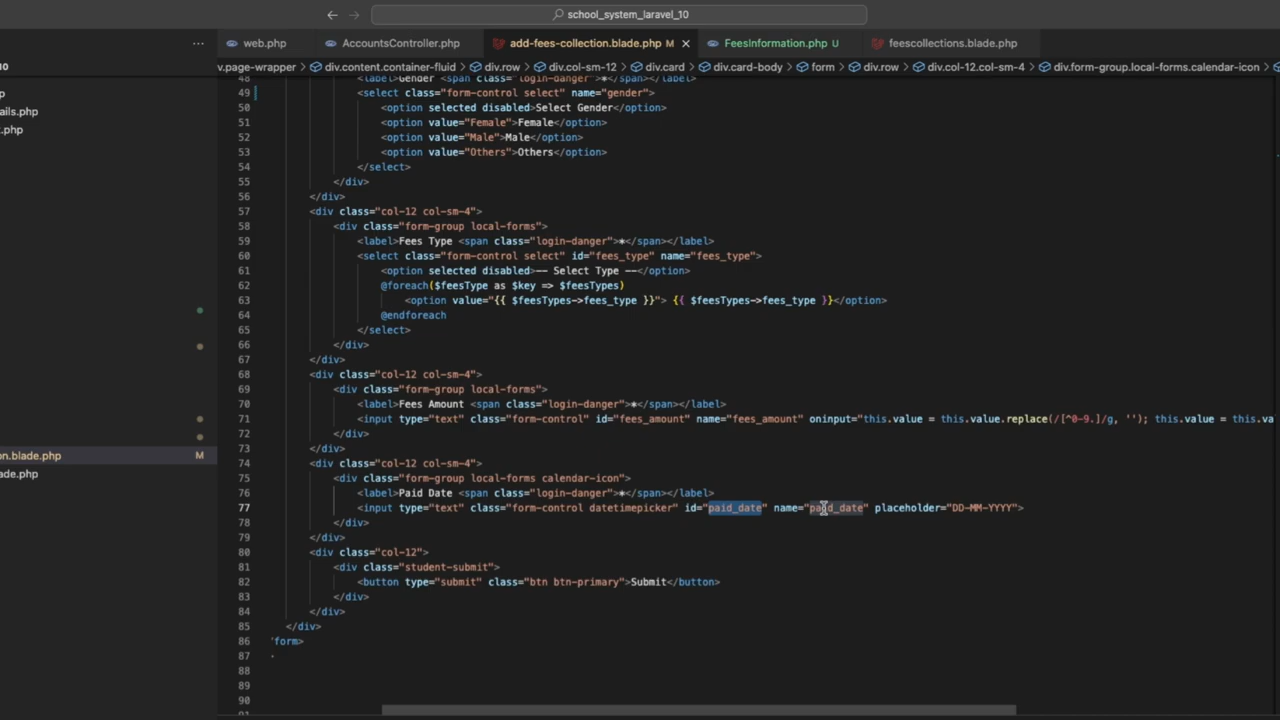 school_system_laravel_10
web.php
AccountsController.php
add-fees-collection.blade.php M
FeesInformation.php U
feescollections.blade.php
10
v.page-wrapper > div.content.container-fluid > div.row > div.col-sm-12 > div.card > div.card-body > form > div.row > div.col-12.col-sm-4 > div.form-group.local-forms.calendar-icon >
p
ails.php
.php
on.blade.php M
ade.php
48 <label>Gender <span class="login-danger">*</span></label>
49 <select class="form-control select" name="gender">
50 <option selected disabled>Select Gender</option>
51 <option value="Female">Female</option>
52 <option value="Male">Male</option>
53 <option value="Others">Others</option>
54 </select>
55 </div>
56 </div>
57 <div class="col-12 col-sm-4">
58 <div class="form-group local-forms">
59 <label>Fees Type <span class="login-danger">*</span></label>
60 <select class="form-control select" id="fees_type" name="fees_type">
61 <option selected disabled>-- Select Type --</option>
62 @foreach($feesType as $key => $feesTypes)
63 <option value="{{ $feesTypes->fees_type }}"> {{ $feesTypes->fees_type }}</option>
64 @endforeach
65 </select>
66 </div>
67 </div>
68 <div class="col-12 col-sm-4">
69 <div class="form-group local-forms">
70 <label>Fees Amount <span class="login-danger">*</span></label>
71 <input type="text" class="form-control" id="fees_amount" name="fees_amount" oninput="this.value = this.value.replace(/[^0-9.]/g, ''); this.value = this.va
72 </div>
73 </div>
74 <div class="col-12 col-sm-4">
75 <div class="form-group local-forms calendar-icon">
76 <label>Paid Date <span class="login-danger">*</span></label>
77 <input type="text" class="form-control datetimepicker" id="paid_date" name="paid_date" placeholder="DD-MM-YYYY">
78 </div>
79 </div>
80 <div class="col-12">
81 <div class="student-submit">
82 <button type="submit" class="btn btn-primary">Submit</button>
83 </div>
84 </div>
85 </div>
86 form>
87
88
89
90
91